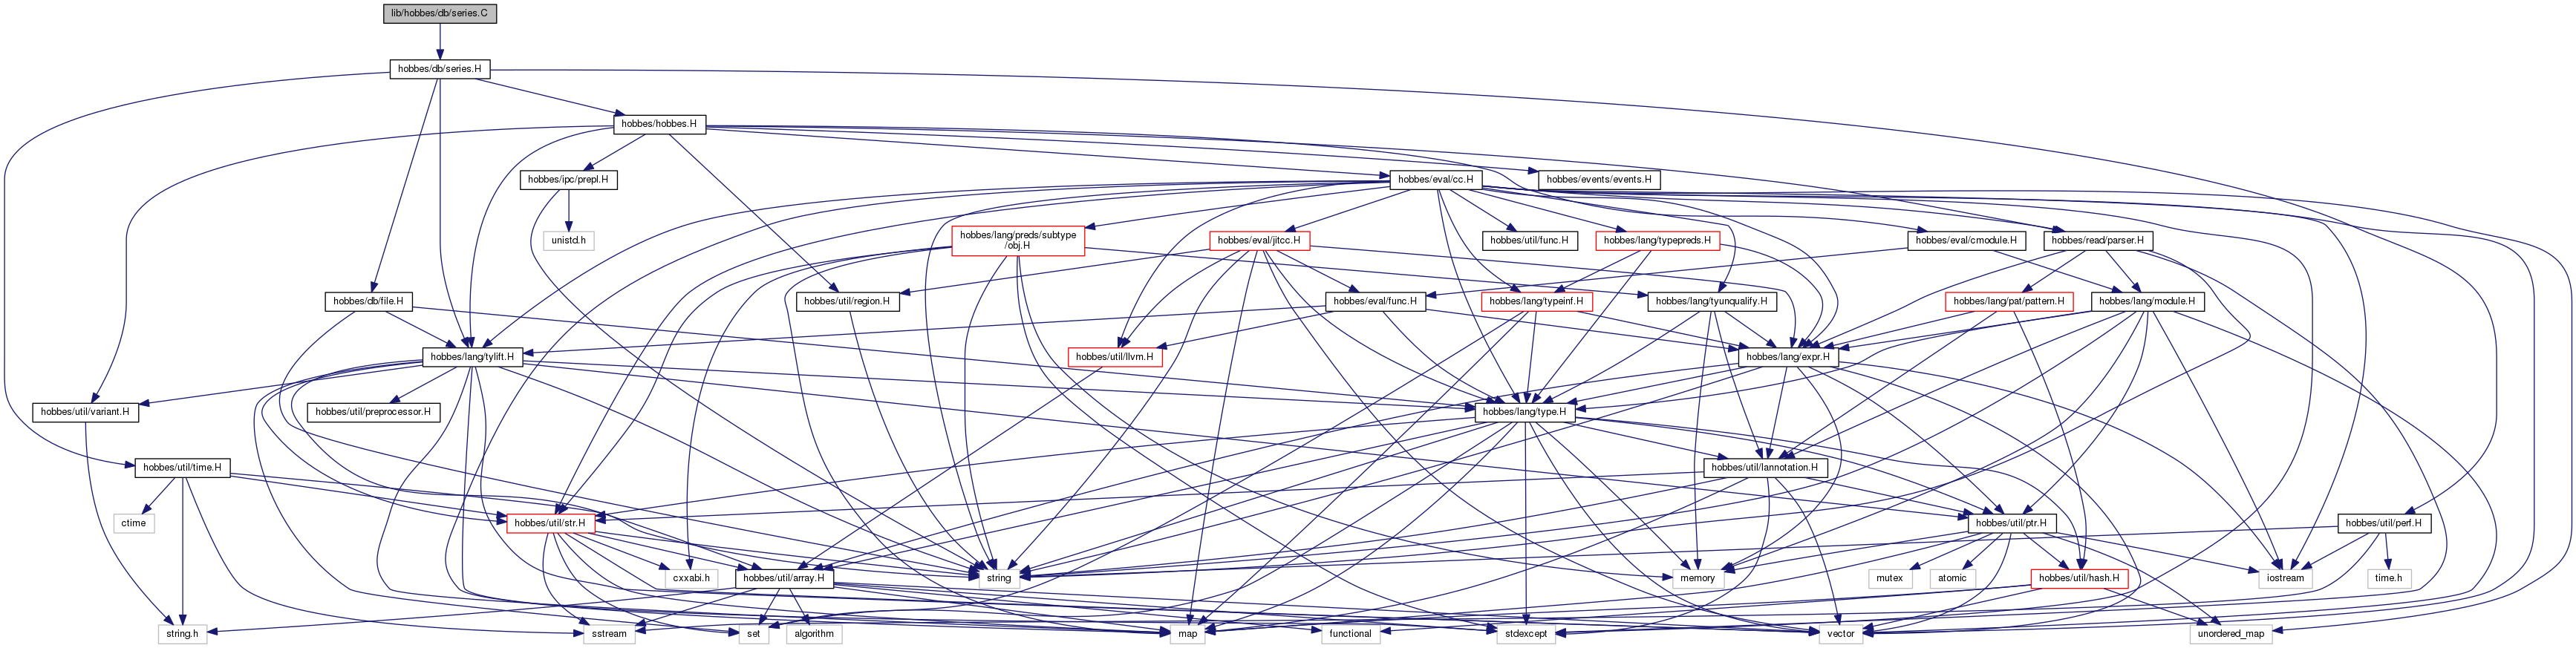 lib/hobbes/db/series.C
hobbes/db/series.H
hobbes/hobbes.H
hobbes/ipc/prepl.H
hobbes/eval/cc.H
hobbes/events/events.H
unistd.h
hobbes/lang/preds/subtype
/obj.H
hobbes/eval/jitcc.H
hobbes/util/func.H
hobbes/lang/typepreds.H
hobbes/eval/cmodule.H
hobbes/read/parser.H
hobbes/db/file.H
hobbes/util/region.H
hobbes/eval/func.H
hobbes/lang/typeinf.H
hobbes/lang/tyunqualify.H
hobbes/lang/pat/pattern.H
hobbes/lang/module.H
hobbes/lang/tylift.H
hobbes/util/llvm.H
hobbes/lang/expr.H
hobbes/util/variant.H
hobbes/util/preprocessor.H
hobbes/lang/type.H
hobbes/util/time.H
hobbes/util/lannotation.H
ctime
hobbes/util/str.H
hobbes/util/ptr.H
hobbes/util/perf.H
cxxabi.h
hobbes/util/array.H
string
memory
mutex
atomic
hobbes/util/hash.H
iostream
time.h
string.h
sstream
set
algorithm
map
functional
stdexcept
vector
unordered_map